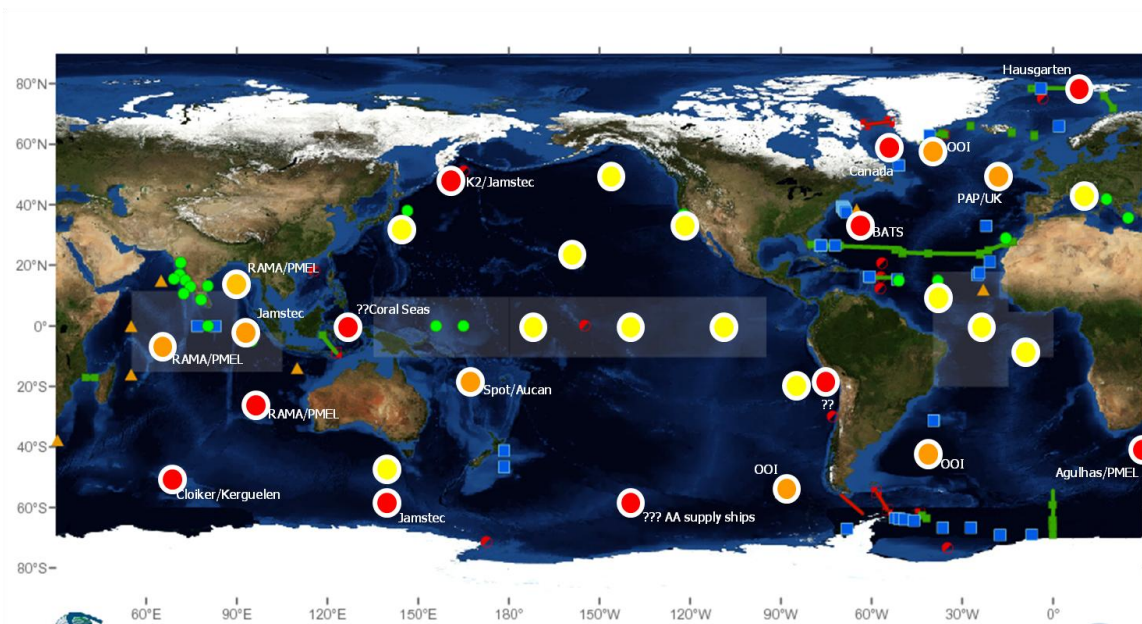 Hausgarten
80°N
60°N
OOI
Canada
K2/Jamstec
PAP/UK
40°N
BATS
RAMA/PMEL
20°N
Jamstec
??Coral Seas
0°
RAMA/PMEL
20°S
Spot/Aucan
??
RAMA/PMEL
40°S
OOI
OOI
Agulhas/PMEL
Cloiker/Kerguelen
60°S
Jamstec
??? AA supply ships
80°S
60°E 90°E 120°E 150°E 180° 150°W 120°W 90°W 60°W 30°W 0°